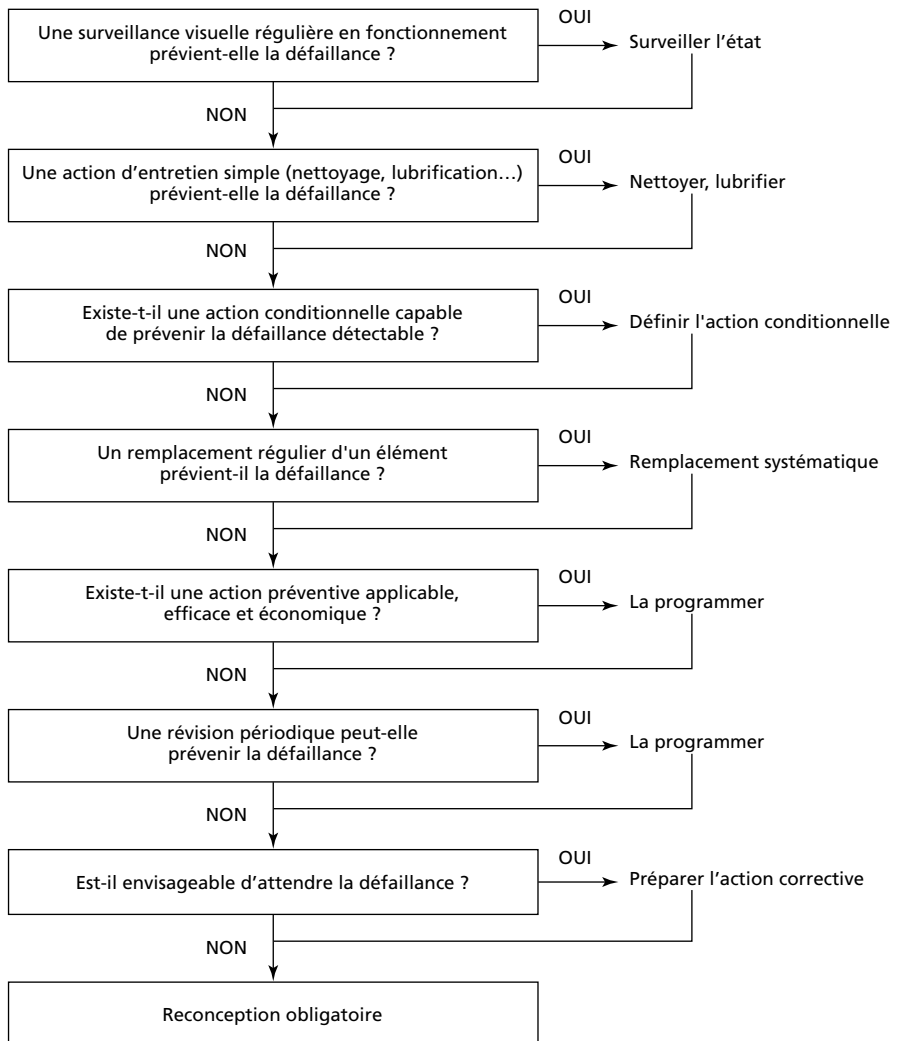 Une surveillance visuelle régulière en fonctionnement
prévient-elle la défaillance ?
OUI
Surveiller l’état
NON
Une action d’entretien simple (nettoyage, lubrification…)
prévient-elle la défaillance ?
OUI
Nettoyer, lubrifier
NON
Existe-t-il une action conditionnelle capable
de prévenir la défaillance détectable ?
OUI
Définir l'action conditionnelle
NON
Un remplacement régulier d'un élément
prévient-il la défaillance ?
OUI
Remplacement systématique
NON
Existe-t-il une action préventive applicable,
efficace et économique ?
OUI
La programmer
NON
Une révision périodique peut-elle
prévenir la défaillance ?
OUI
La programmer
NON
Est-il envisageable d’attendre la défaillance ?
OUI
Préparer l’action corrective
NON
Reconception obligatoire